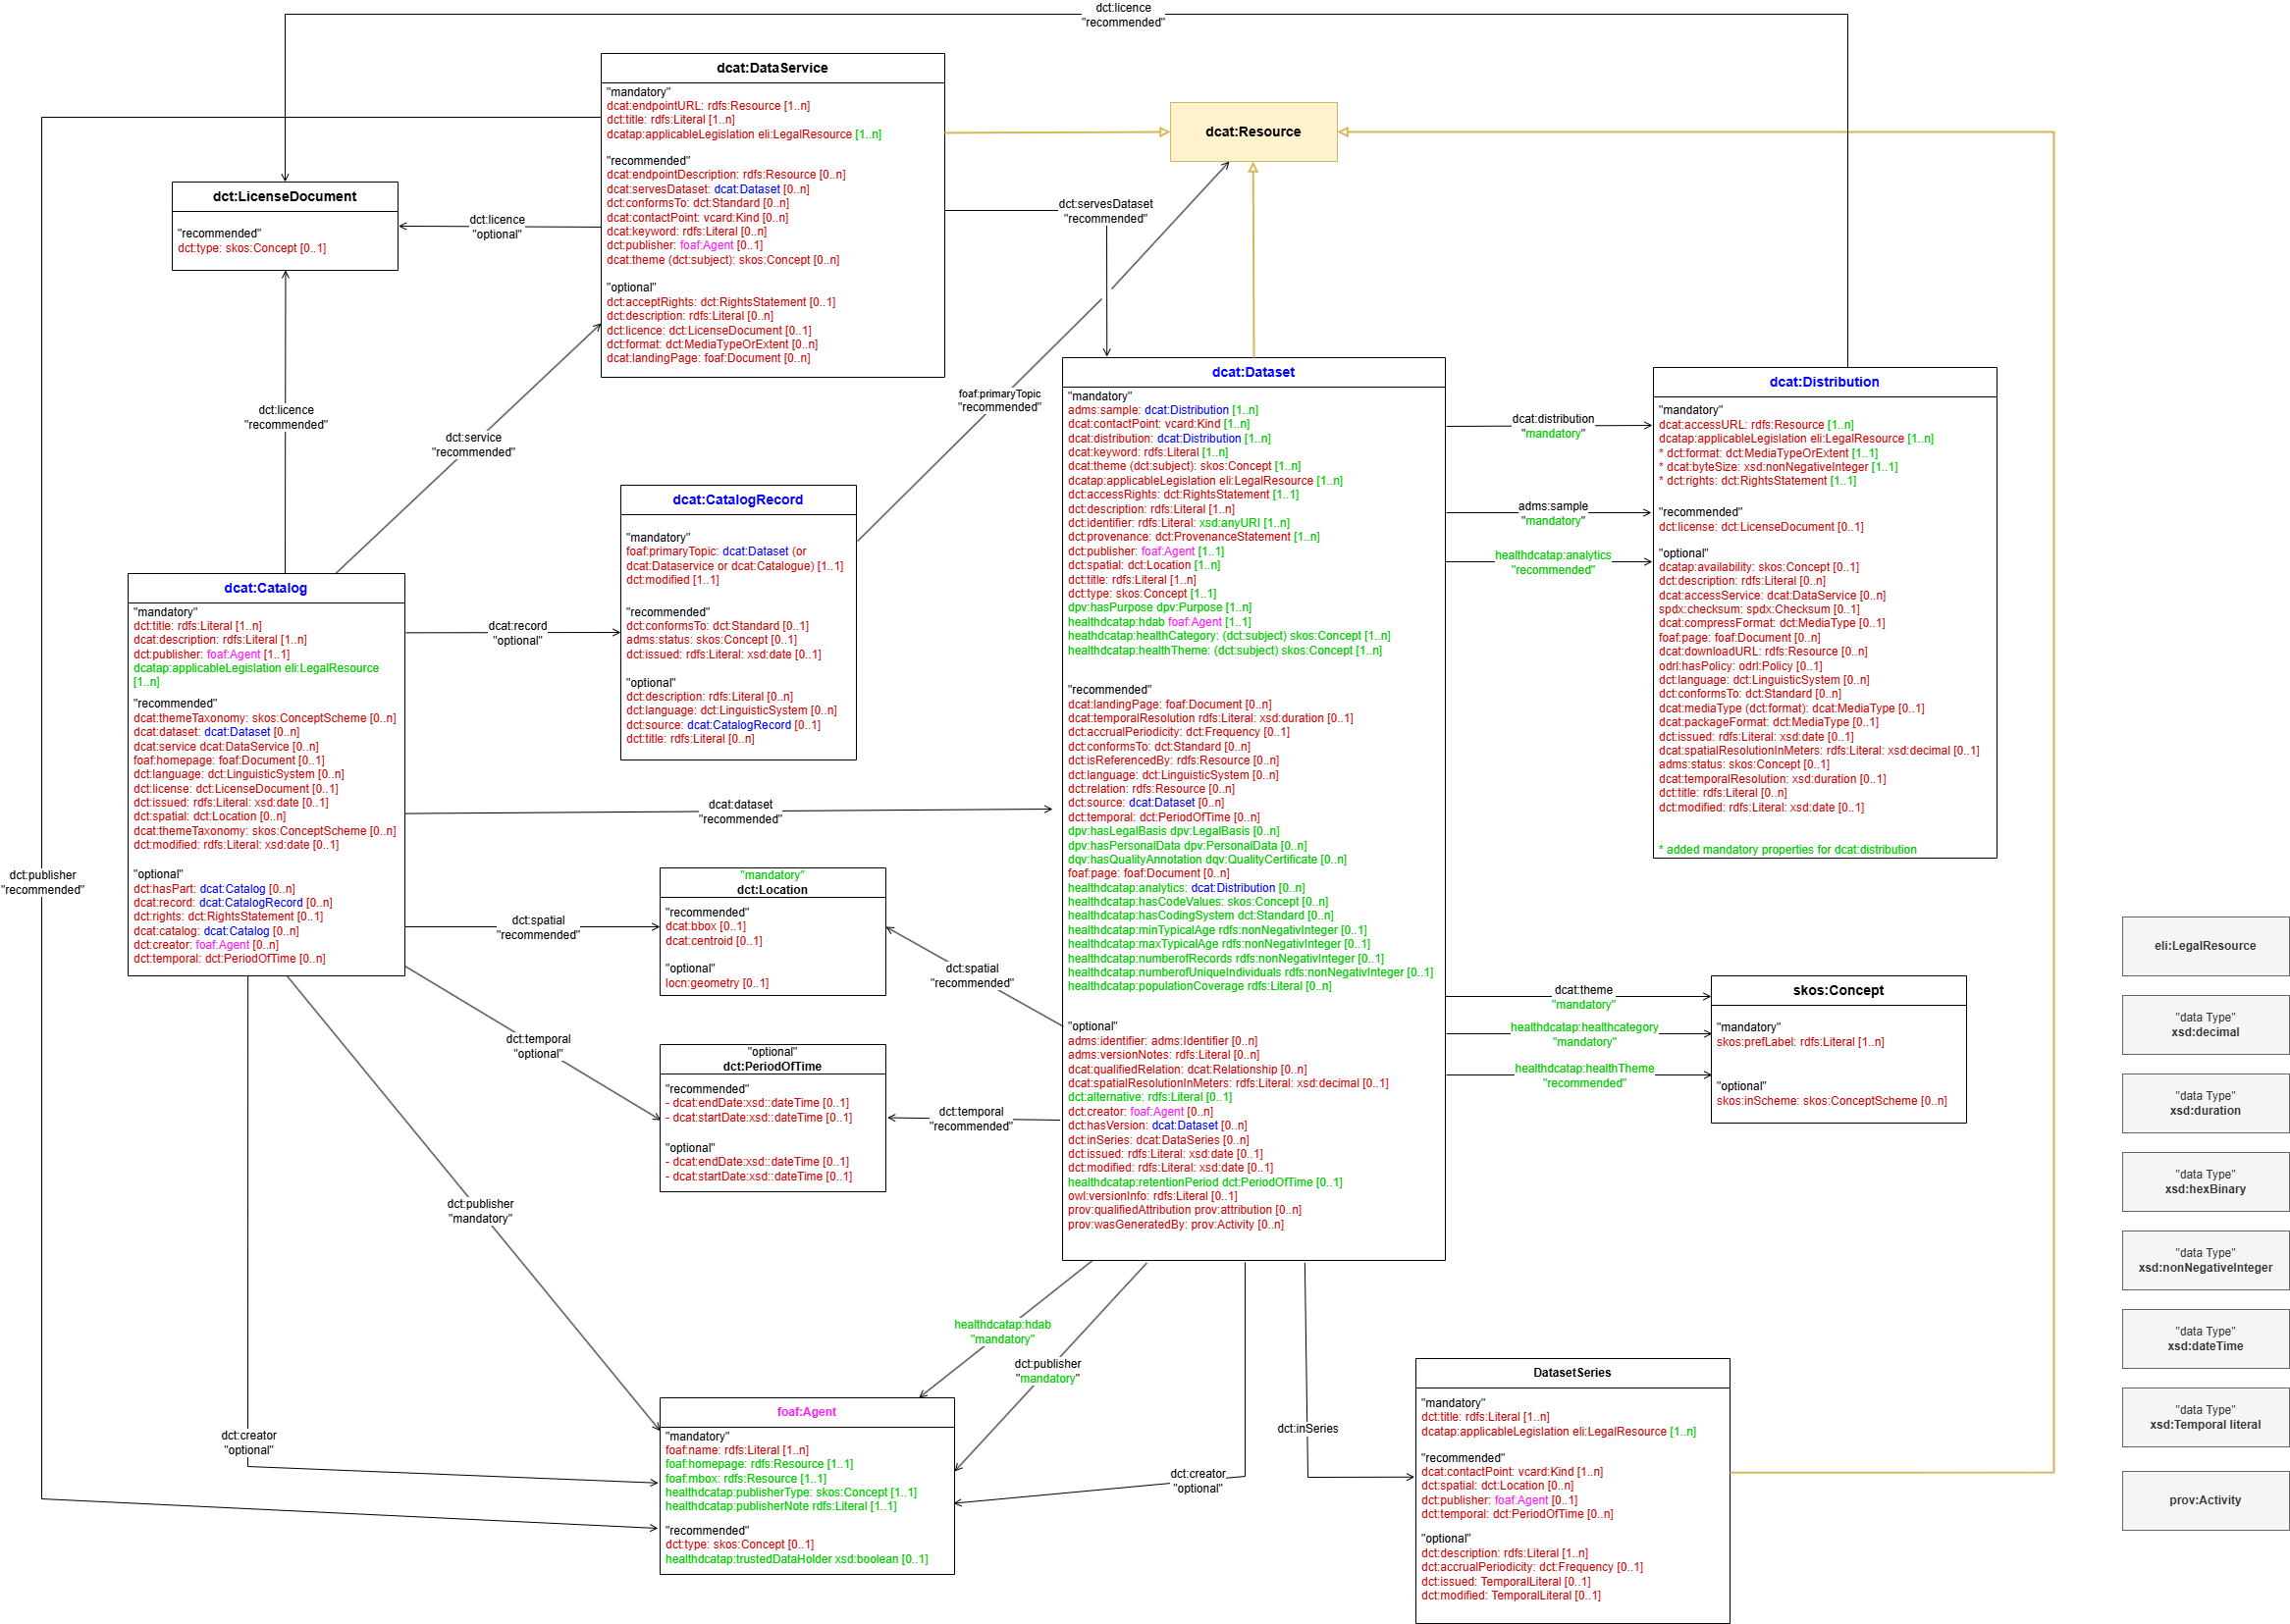 dct:licence
"recommended"
dcat:DataService
"mandatory"
dcat:endpointURL: rdfs:Resource [1..n]
dct:title: rdfs:Literal [1..n]
dcatap:applicableLegislation eli:LegalResource [1..n]
"recommended"
dcat:endpointDescription: rdfs:Resource [0..n]
dcat:servesDataset: dcat:Dataset [0..n]
dct:conformsTo: dct:Standard [0..n]
dcat:contactPoint: vcard:Kind [0..n]
dcat:keyword: rdfs:Literal [0..n]
dct:publisher: foaf:Agent [0..1]
dcat:theme (dct:subject): skos:Concept [0..n]
"optional"
dct:acceptRights: dct:RightsStatement [0..1]
dct:description: rdfs:Literal [0..n]
dct:licence: dct:LicenseDocument [0..1]
dct:format: dct:MediaTypeOrExtent [0..n]
dcat:landingPage: foaf:Document [0..n]
dcat:Resource
dct:LicenseDocument
"recommended"
dct:type: skos:Concept [0..1]
dct:licence
"optional"
dct:servesDataset
"recommended"
dct:licence
"recommended"
dct:service
"recommended"
foaf:primaryTopic
"recommended"
dcat:CatalogRecord
"mandatory"
foaf:primaryTopic: dcat:Dataset (or
dcat:Dataservice or dcat:Catalogue) [1..1]
dct:modified [1..1]
"recommended"
dct:conformsTo: dct:Standard [0..1]
adms:status: skos:Concept [0..1]
dct:issued: rdfs:Literal: xsd:date [0..1]
"optional"
dct:description: rdfs:Literal [0..n]
dct:language: dct:LinguisticSystem [0..n]
dct:source: dcat:CatalogRecord [0..1]
dct:title: rdfs:Literal [0..n]
dcat:Catalog
"mandatory"
dct:title: rdfs:Literal [1..n]
dcat:description: rdfs:Literal [1..n]
dct:publisher: foaf:Agent [1..1]
dcatap:applicableLegislation eli:LegalResource
[1..n]
"recommended"
dcat:themeTaxonomy: skos:ConceptScheme [0..n]
dcat:dataset: dcat:Dataset [0..n]
dcat:service dcat:DataService [0..n]
foaf:homepage: foaf:Document [0..1]
dct:language: dct:LinguisticSystem [0..n]
dct:license: dct:LicenseDocument [0..1]
dct:issued: rdfs:Literal: xsd:date [0..1]
dct:spatial: dct:Location [0..n]
dcat:themeTaxonomy: skos:ConceptScheme [0..n]
dct:modified: rdfs:Literal: xsd:date [0..1]
"optional"
dct:hasPart: dcat:Catalog [0..n]
dcat:record: dcat:CatalogRecord [0..n]
dct:rights: dct:RightsStatement [0..1]
dcat:catalog: dcat:Catalog [0..n]
dct:creator: foaf:Agent [0..n]
dct:temporal: dct:PeriodOfTime [0..n]
dcat:record
"optional"
dcat:dataset
"recommended"
dct:publisher
"recommended"
dct:spatial
"recommended"
"mandatory"
dct:Location
"recommended"
dcat:bbox [0..1]
dcat:centroid [0..1]
"optional"
locn:geometry [0..1]
dct:spatial
"recommended"
dct:temporal
"optional"
"optional"
dct:PeriodOfTime
"recommended"
- dcat:endDate:xsd::dateTime [0..1]
- dcat:startDate:xsd::dateTime [0..1]
"optional"
- dcat:endDate:xsd::dateTime [0..1]
- dcat:startDate:xsd::dateTime [0..1]
dct:temporal
"recommended"
dcat:Dataset
"mandatory"
adms:sample: dcat:Distribution [1..n]
dcat:contactPoint: vcard:Kind [1..n]
dcat:distribution: dcat:Distribution [1..n]
dcat:keyword: rdfs:Literal [1..n]
dcat:theme (dct:subject): skos:Concept [1..n]
dcatap:applicableLegislation eli:LegalResource [1..n]
dct:accessRights: dct:RightsStatement [1..1]
dct:description: rdfs:Literal [1..n]
dct:identifier: rdfs:Literal: xsd:anyURI [1..n]
dct:provenance: dct:ProvenanceStatement [1..n]
dct:publisher: foaf:Agent [1..1]
dct:spatial: dct:Location [1..n]
dct:title: rdfs:Literal [1..n]
dct:type: skos:Concept [1..1]
dpv:hasPurpose dpv:Purpose [1..n]
healthdcatap:hdab foaf:Agent [1..1]
heathdcatap:healthCategory: (dct:subject) skos:Concept [1..n]
healthdcatap:healthTheme: (dct:subject) skos:Concept [1..n]
"recommended"
dcat:landingPage: foaf:Document [0..n]
dcat:temporalResolution rdfs:Literal: xsd:duration [0..1]
dct:accrualPeriodicity: dct:Frequency [0..1]
dct:conformsTo: dct:Standard [0..n]
dct:isReferencedBy: rdfs:Resource [0..n]
dct:language: dct:LinguisticSystem [0..n]
dct:relation: rdfs:Resource [0..n]
dct:source: dcat:Dataset [0..n]
dct:temporal: dct:PeriodOfTime [0..n]
dpv:hasLegalBasis dpv:LegalBasis [0..n]
dpv:hasPersonalData dpv:PersonalData [0..n]
dqv:hasQualityAnnotation dqv:QualityCertificate [0..n]
foaf:page: foaf:Document [0..n]
healthdcatap:analytics: dcat:Distribution [0..n]
healthdcatap:hasCodeValues: skos:Concept [0..n]
healthdcatap:hasCodingSystem dct:Standard [0..n]
healthdcatap:minTypicalAge rdfs:nonNegativInteger [0..1]
healthdcatap:maxTypicalAge rdfs:nonNegativInteger [0..1]
healthdcatap:numberofRecords rdfs:nonNegativInteger [0..1]
healthdcatap:numberofUniqueIndividuals rdfs:nonNegativInteger [0..1]
healthdcatap:populationCoverage rdfs:Literal [0..n]
"optional"
adms:identifier: adms:Identifier [0..n]
adms:versionNotes: rdfs:Literal [0..n]
dcat:qualifiedRelation: dcat:Relationship [0..n]
dcat:spatialResolutionInMeters: rdfs:Literal: xsd:decimal [0..1]
dct:alternative: rdfs:Literal [0..1]
dct:creator: foaf:Agent [0..n]
dct:hasVersion: dcat:Dataset [0..n]
dct:inSeries: dcat:DataSeries [0..n]
dct:issued: rdfs:Literal: xsd:date [0..1]
dct:modified: rdfs:Literal: xsd:date [0..1]
healthdcatap:retentionPeriod dct:PeriodOfTime [0..1]
owl:versionInfo: rdfs:Literal [0..1]
prov:qualifiedAttribution prov:attribution [0..n]
prov:wasGeneratedBy: prov:Activity [0..n]
dcat:distribution
"mandatory"
adms:sample
"mandatory"
healthdcatap:analytics
"recommended"
dcat:Distribution
"mandatory"
dcat:accessURL: rdfs:Resource [1..n]
dcatap:applicableLegislation eli:LegalResource [1..n]
* dct:format: dct:MediaTypeOrExtent [1..1]
* dcat:byteSize: xsd:nonNegativeInteger [1..1]
* dct:rights: dct:RightsStatement [1..1]
"recommended"
dct:license: dct:LicenseDocument [0..1]
"optional"
dcatap:availability: skos:Concept [0..1]
dct:description: rdfs:Literal [0..n]
dcat:accessService: dcat:DataService [0..n]
spdx:checksum: spdx:Checksum [0..1]
dcat:compressFormat: dct:MediaType [0..1]
foaf:page: foaf:Document [0..n]
dcat:downloadURL: rdfs:Resource [0..n]
odrl:hasPolicy: odrl:Policy [0..1]
dct:language: dct:LinguisticSystem [0..n]
dct:conformsTo: dct:Standard [0..n]
dcat:mediaType (dct:format): dct:MediaType [0..1]
dcat:packageFormat: dct:MediaType [0..1]
dct:issued: rdfs:Literal: xsd:date [0..1]
dcat:spatialResolutionInMeters: rdfs:Literal: xsd:decimal [0..1]
adms:status: skos:Concept [0..1]
dcat:temporalResolution: xsd:duration [0..1]
dct:title: rdfs:Literal [0..n]
dct:modified: rdfs:Literal: xsd:date [0..1]
* added mandatory properties for dcat:distribution
dcat:theme
"mandatory"
healthdcatap:healthcategory
"mandatory"
healthdcatap:healthTheme
"recommended"
skos:Concept
"mandatory"
skos:prefLabel: rdfs:Literal [1..n]
"optional"
skos:inScheme: skos:ConceptScheme [0..n]
eli:LegalResource
"data Type"
xsd:decimal
"data Type"
xsd:duration
"data Type"
xsd:hexBinary
"data Type"
xsd:nonNegativeInteger
"data Type"
xsd:dateTime
"data Type"
xsd:Temporal literal
prov:Activity
dct:publisher
"mandatory"
healthdcatap:hdab
"mandatory"
dct:publisher
"mandatory"
dct:creator
"optional"
foaf:Agent
"mandatory"
foaf:name: rdfs:Literal [1..n]
foaf:homepage: rdfs:Resource [1..1]
foaf:mbox: rdfs:Resource [1..1]
healthdcatap:publisherType: skos:Concept [1..1]
healthdcatap:publisherNote rdfs:Literal [1..1]
"recommended"
dct:type: skos:Concept [0..1]
healthdcatap:trustedDataHolder xsd:boolean [0..1]
dct:creator
"optional"
dct:inSeries
DatasetSeries
"mandatory"
dct:title: rdfs:Literal [1..n]
dcatap:applicableLegislation eli:LegalResource [1..n]
"recommended"
dcat:contactPoint: vcard:Kind [1..n]
dct:spatial: dct:Location [0..n]
dct:publisher: foaf:Agent [0..1]
dct:temporal: dct:PeriodOfTime [0..n]
"optional"
dct:description: rdfs:Literal [1..n]
dct:accrualPeriodicity: dct:Frequency [0..1]
dct:issued: TemporalLiteral [0..1]
dct:modified: TemporalLiteral [0..1]